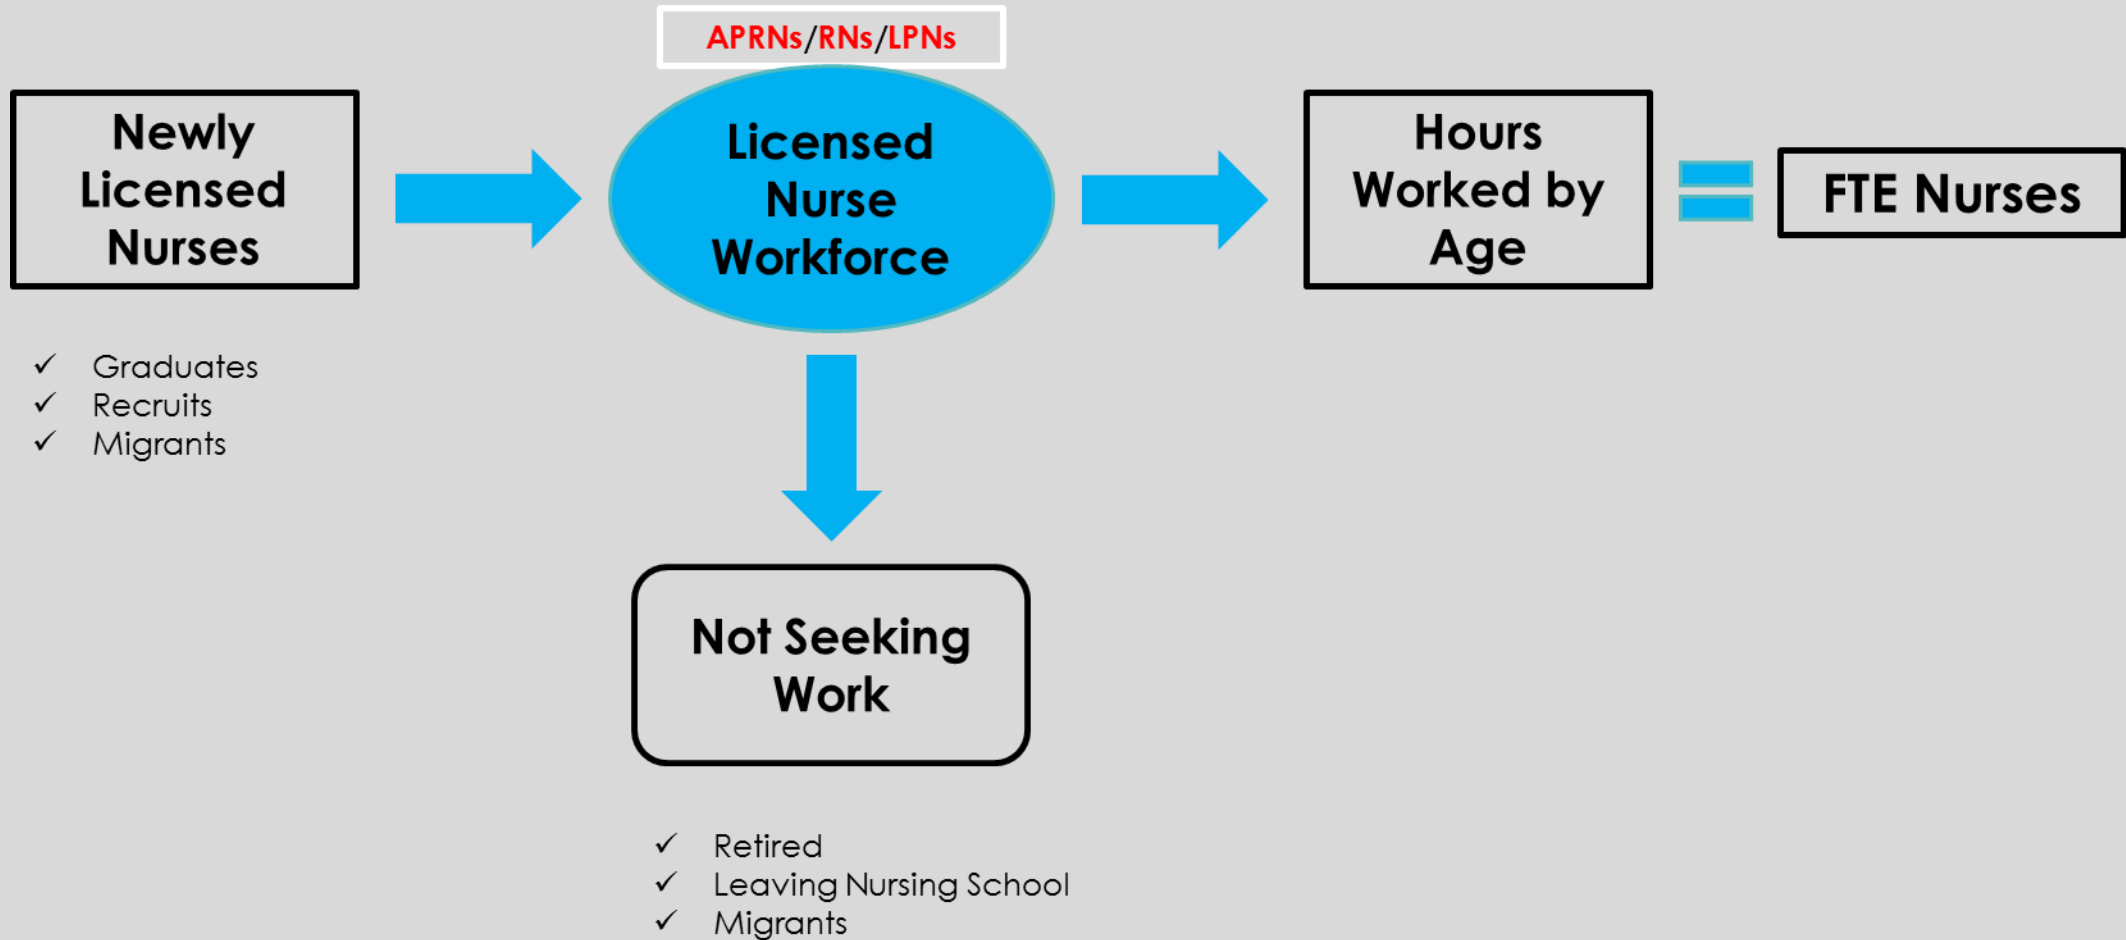 APRNs/RNs/LPNs
Newly
Licensed
Nurses
Licensed
Nurse
Workforce
Hours
Worked by
Age
FTE Nurses
✓ Graduates
✓ Recruits
✓ Migrants
Not Seeking
Work
✓ Retired
✓ Leaving Nursing School
✓ Migrants